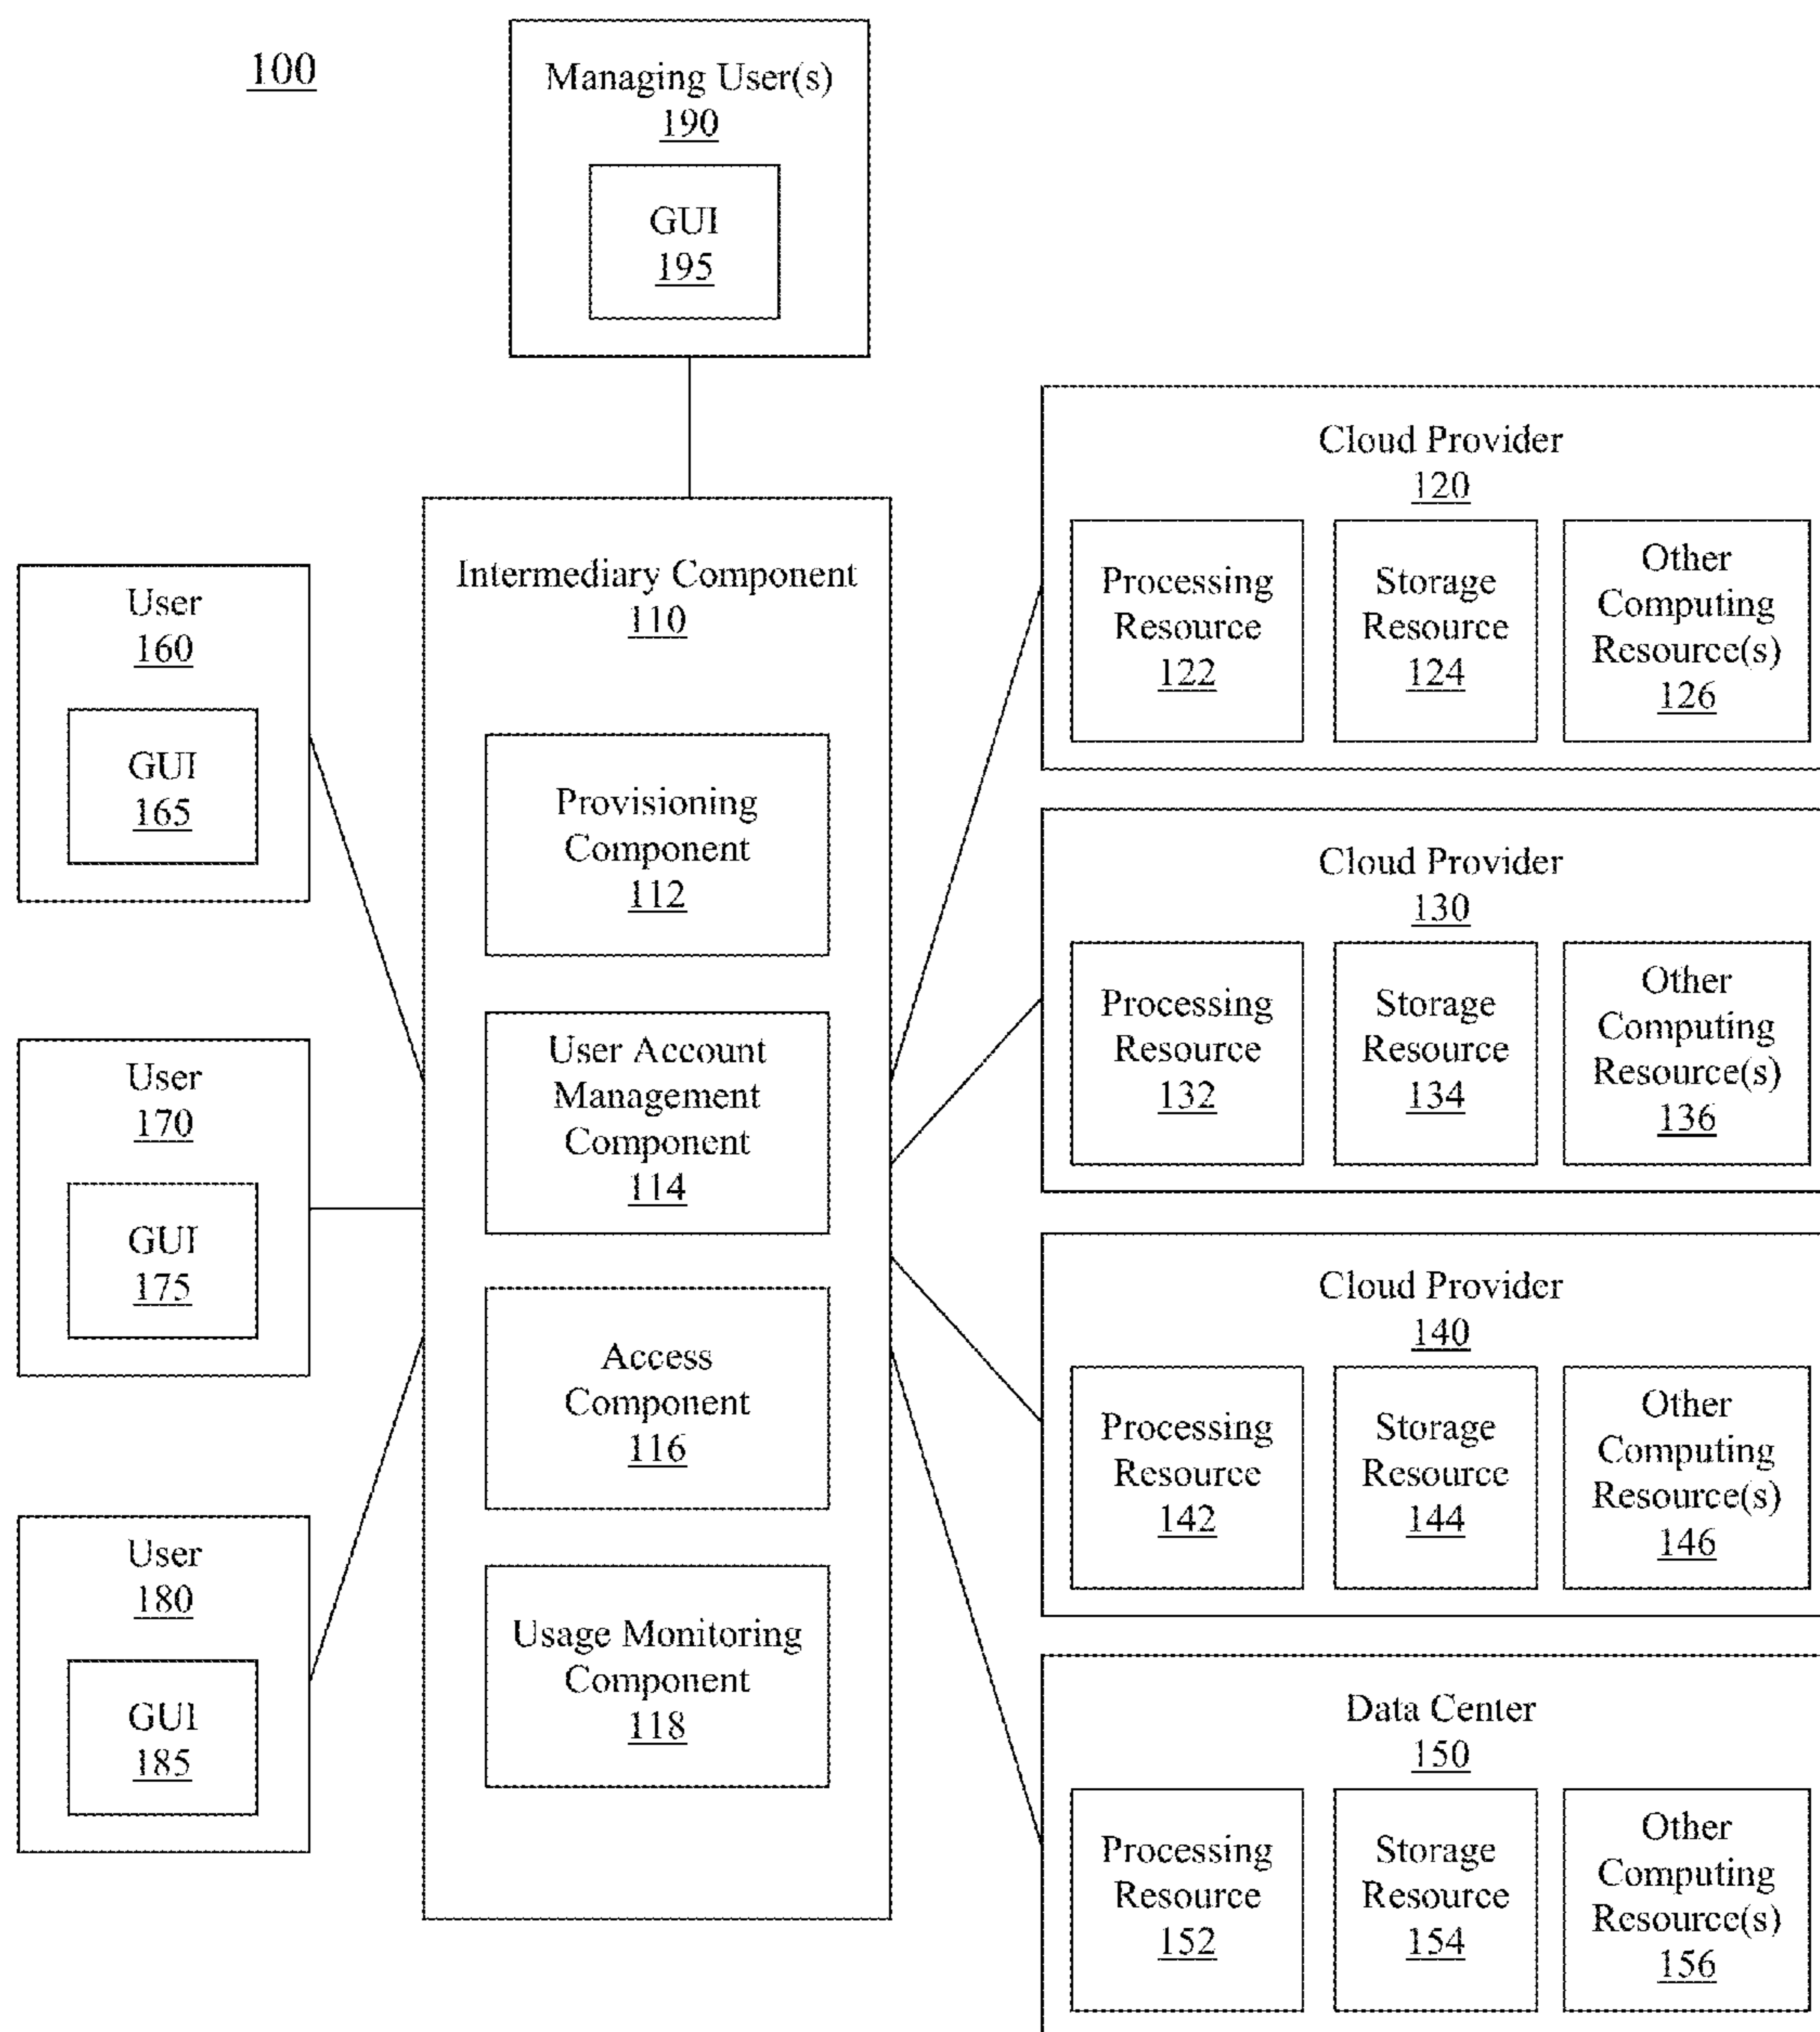 100
Managing User(s)
190
GUI
195
User
160
GUI
165
User
170
GUI
175
User
180
GUI
185
Intermediary Component
110
Provisioning
Component
112
User Account
Management
Component
114
Access
Component
116
Usage Monitoring
Component
118
Cloud Provider
120
Processing
Resource
122
Storage
Resource
124
Other
Computing
Resource(s)
126
Cloud Provider
130
Processing
Resource
132
Storage
Resource
134
Other
Computing
Resource(s)
136
Cloud Provider
140
Processing
Resource
142
Storage
Resource
144
Other
Computing
Resource(s)
146
Data Center
150
Processing
Resource
152
Storage
Resource
154
Other
Computing
Resource(s)
156